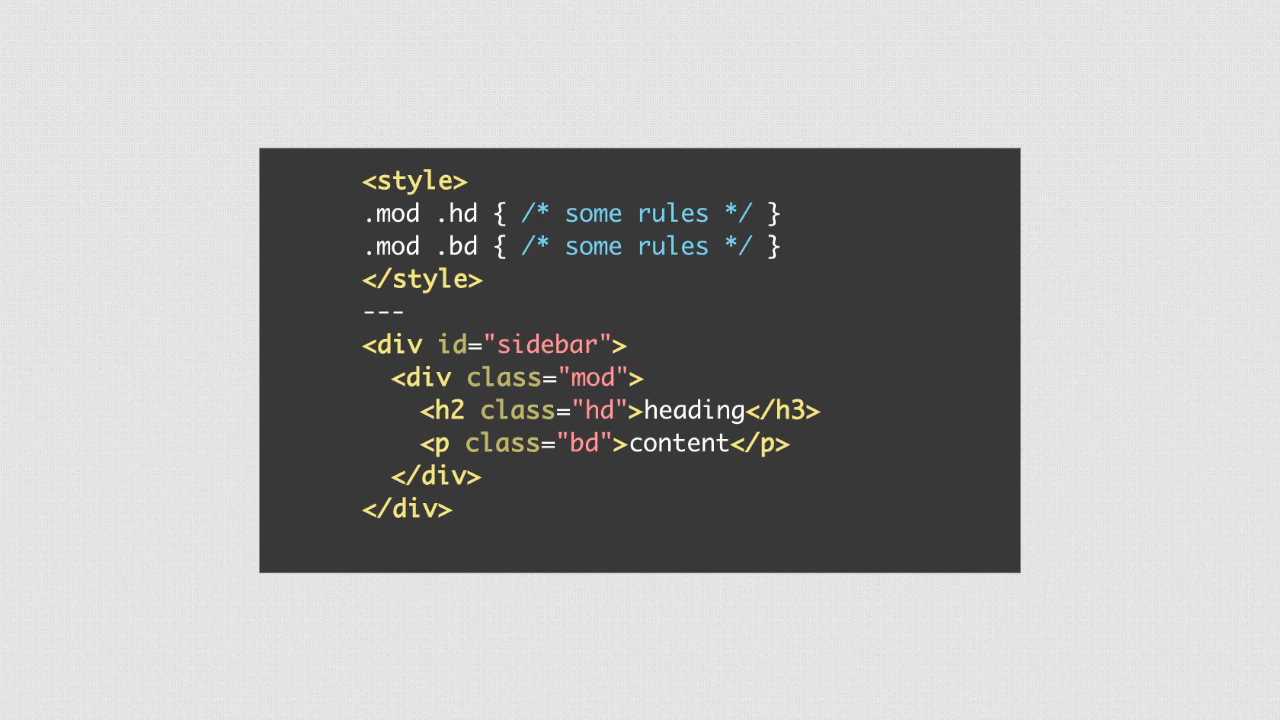 <style>
.mod .hd { /* some rules */ }
.mod .bd { /* some rules */ }
</style>
---
<div id="sidebar">
  <div class="mod">
    <h2 class="hd">heading</h3>
    <p class="bd">content</p>
  </div>
</div>